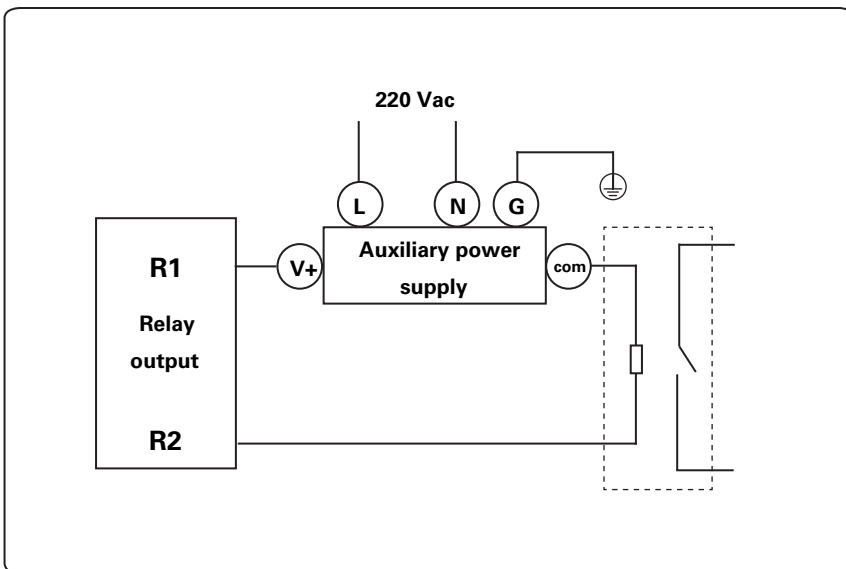 220 Vac
L
N
G
R1
V+
Auxiliary power
supply
com
Relay
output
R2